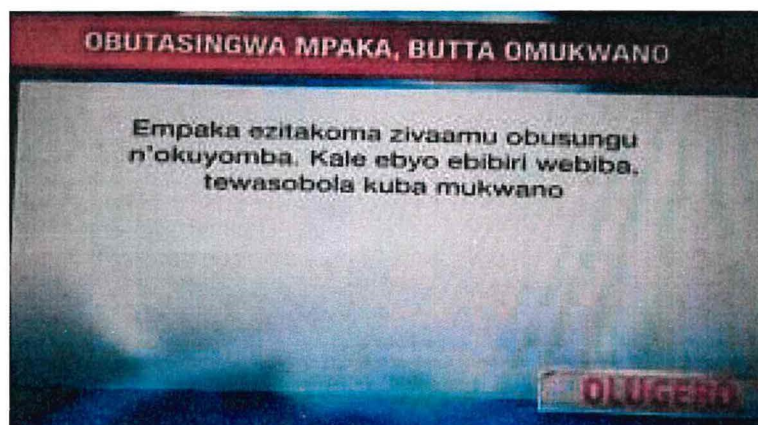 OBUTASINGWA MPAKA, BUTTA OMUKWANO
Empaka ezitakoma zivaamu obusungu
n'okuyomba. Kale ebyo ebibiri webiba,
tewasobola kuba mukwano
OLUGERO